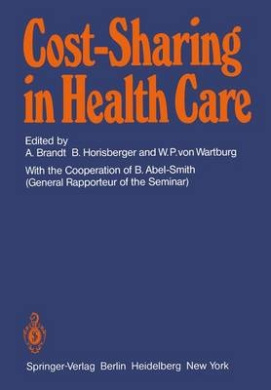 Cost-Sharing
in Health Care
Edited by
A. Brandt B. Horisberger and W. P. von Wartburg
With the Cooperation of B. Abel-Smith
(General Rapporteur of the Seminar)
Springer-Verlag Berlin Heidelberg New York